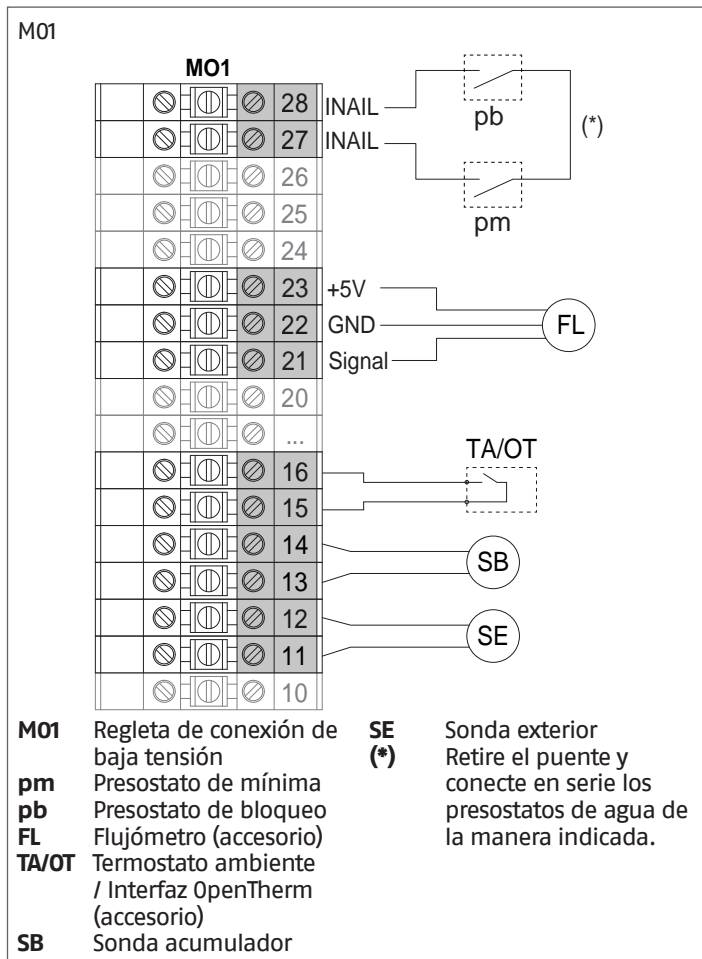 M01
MO1
28 INAIL
27 INAIL
26
25
24
23 +5V
22 GND
21 Signal
20
...
16
15
14
13
12
11
10
pb
(*)
pm
FL
TA/OT
SB
SE
M01 Regleta de conexión de
baja tensión
pm Presostato de mínima
pb Presostato de bloqueo
FL Flujómetro (accesorio)
TA/OT Termostato ambiente
/ Interfaz OpenTherm
(accesorio)
SB Sonda acumulador
SE Sonda exterior
(*) Retire el puente y
conecte en serie los
presostatos de agua de
la manera indicada.